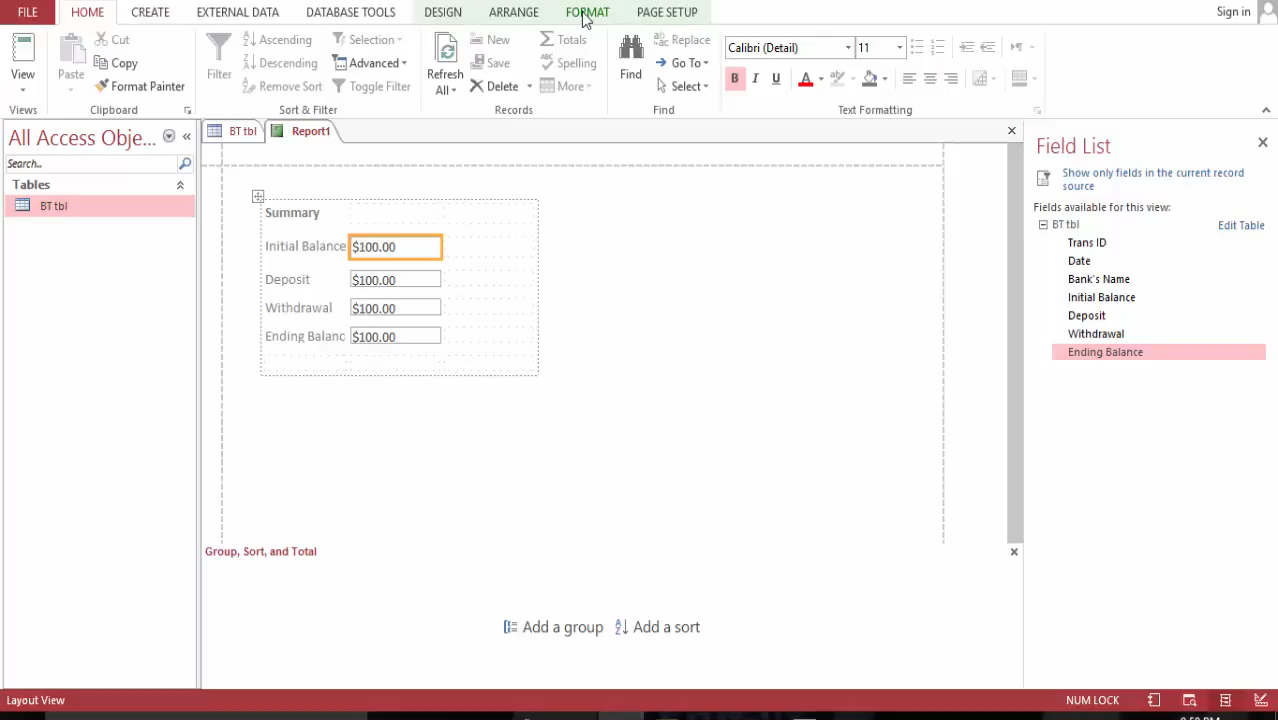 FILE HOME CREATE EXTERNAL DATA DATABASE TOOLS DESIGN ARRANGE FORMAT PAGE SETUP Sign in
View
Views
Paste
Cut
Copy
Format Painter
Clipboard
Filter
Ascending
Descending
Remove Sort
Selection
Advanced
Toggle Filter
Sort & Filter
Refresh
All
New
Save
Delete
Totals
Spelling
More
Records
Find
Replace
Go To
Select
Find
Calibri (Detail) 11
B I U A
Text Formatting
All Access Obje...
Search..
Tables
BT tbl
BT tbl Report1
Summary
Initial Balance $100.00
Deposit $100.00
Withdrawal $100.00
Ending Balanc $100.00
Group, Sort, and Total
Add a group Add a sort
Field List
Show only fields in the current record
source
Fields available for this view:
BT tbl Edit Table
Trans ID
Date
Bank's Name
Initial Balance
Deposit
Withdrawal
Ending Balance
Layout View NUM LOCK